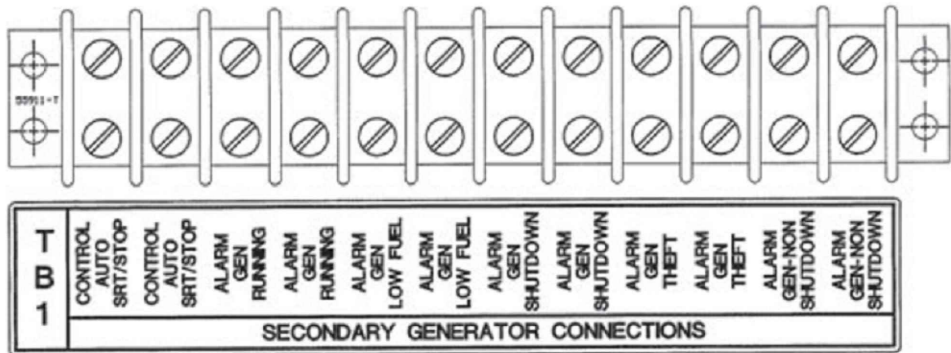 55911-T
TB1
CONTROL
AUTO
SRT/STOP
CONTROL
AUTO
SRT/STOP
ALARM
GEN
RUNNING
ALARM
GEN
RUNNING
ALARM
GEN
LOW FUEL
ALARM
GEN
LOW FUEL
ALARM
GEN
SHUTDOWN
ALARM
GEN
SHUTDOWN
ALARM
GEN
THEFT
ALARM
GEN
THEFT
ALARM
GEN-NON
SHUTDOWN
ALARM
GEN-NON
SHUTDOWN
SECONDARY GENERATOR CONNECTIONS